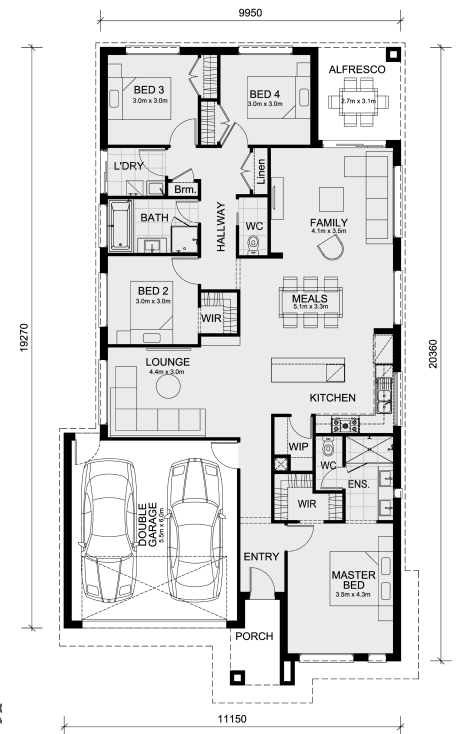 9950
BED 3
3.0m x 3.0m
BED 4
3.0m x 3.0m
ALFRESCO
2.7m x 3.1m
L'DRY
Brm.
Linen
BATH
HALLWAY
WC
FAMILY
4.1m x 3.5m
BED 2
3.0m x 3.0m
WIR
MEALS
5.1m x 3.3m
19270
20360
LOUNGE
4.4m x 3.0m
KITCHEN
WIP
WC
ENS.
WIR
DOUBLE
GARAGE
5.5m x 6.0m
ENTRY
MASTER
BED
3.5m x 4.3m
PORCH
11150